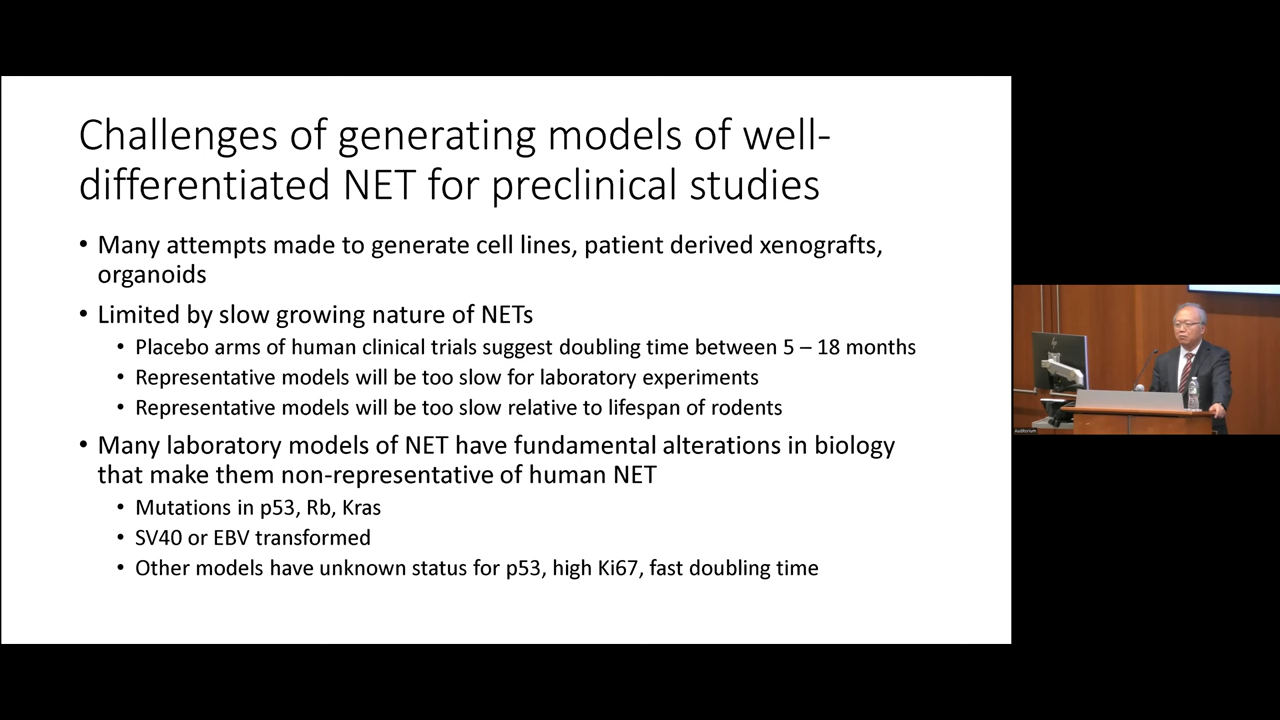 Challenges of generating models of well-
differentiated NET for preclinical studies
• Many attempts made to generate cell lines, patient derived xenografts,
organoids
• Limited by slow growing nature of NETs
• Placebo arms of human clinical trials suggest doubling time between 5 – 18 months
• Representative models will be too slow for laboratory experiments
• Representative models will be too slow relative to lifespan of rodents
• Many laboratory models of NET have fundamental alterations in biology
that make them non-representative of human NET
• Mutations in p53, Rb, Kras
• SV40 or EBV transformed
• Other models have unknown status for p53, high Ki67, fast doubling time
Auditorium